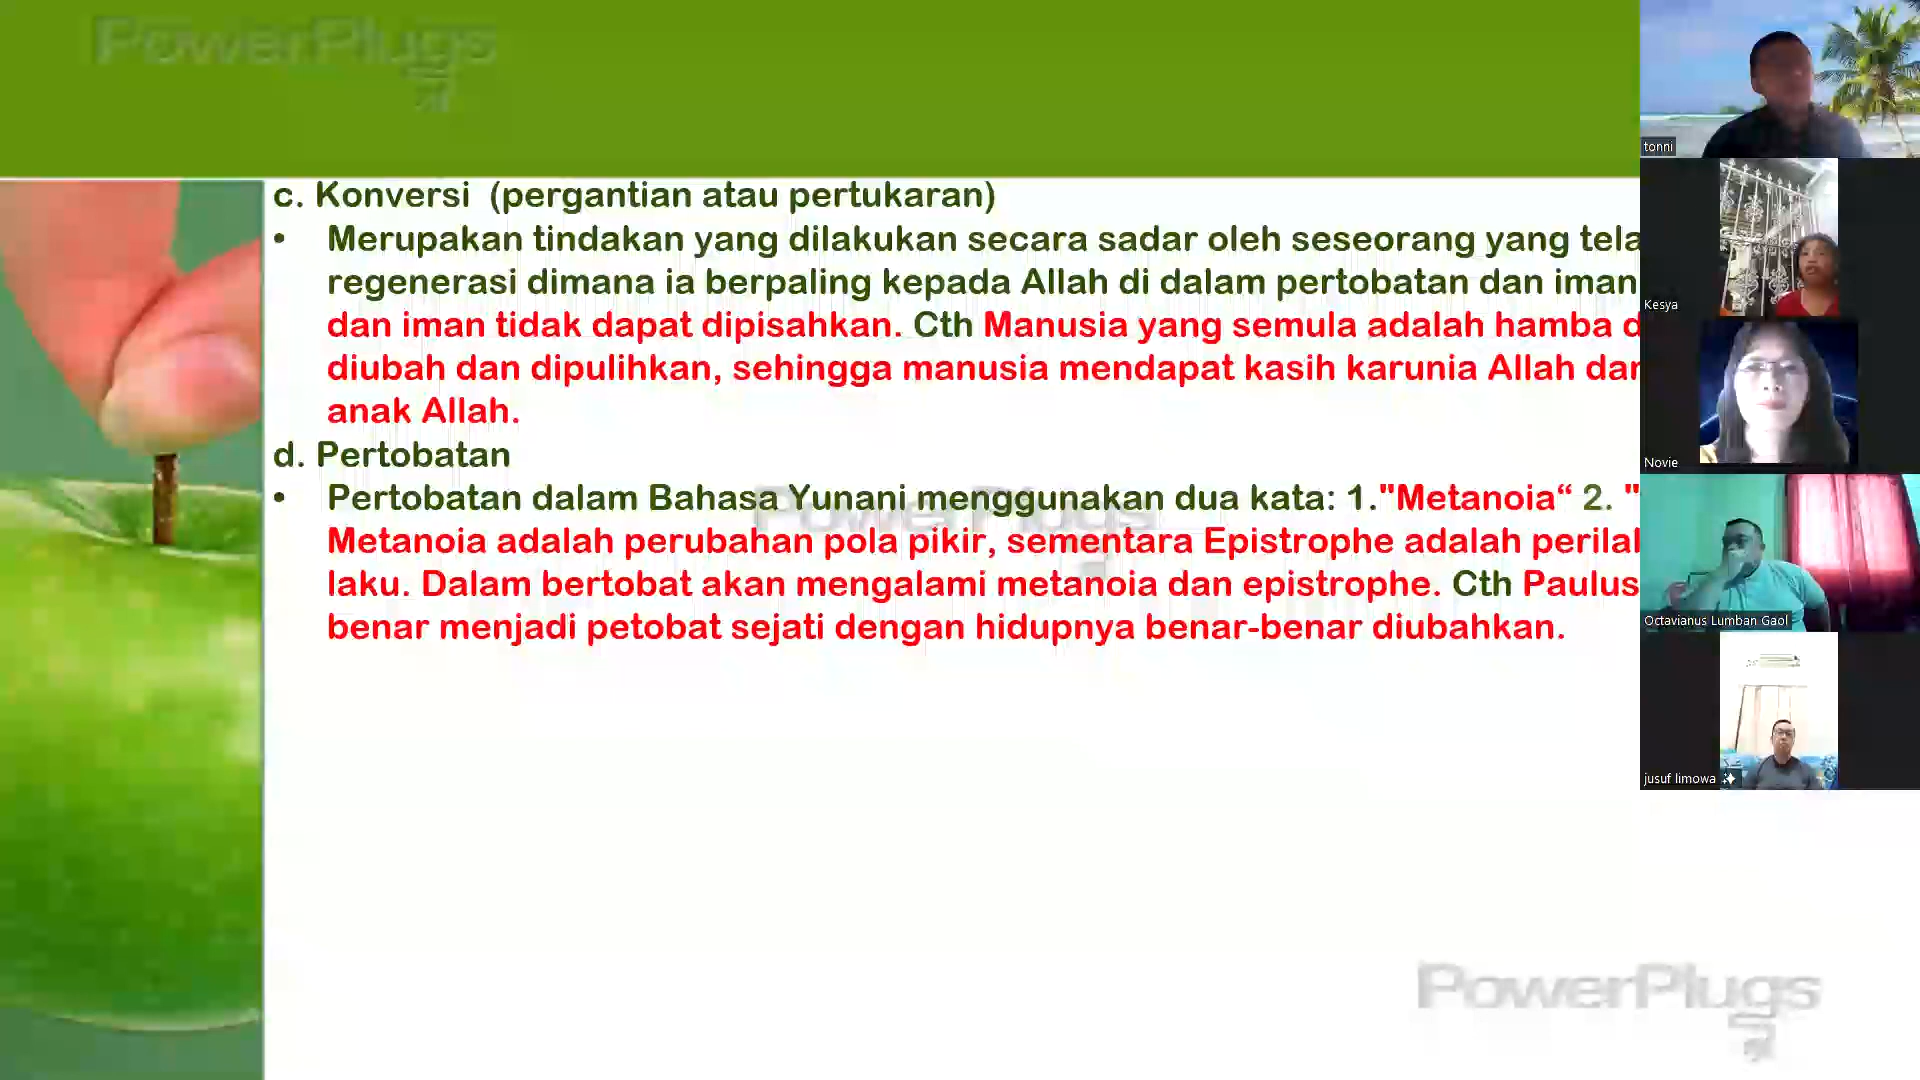 PowerPlugs
c. Konversi (pergantian atau pertukaran)
• Merupakan tindakan yang dilakukan secara sadar oleh seseorang yang tela
regenerasi dimana ia berpaling kepada Allah di dalam pertobatan dan iman
dan iman tidak dapat dipisahkan. Cth Manusia yang semula adalah hamba d
diubah dan dipulihkan, sehingga manusia mendapat kasih karunia Allah dan
anak Allah.
d. Pertobatan
• Pertobatan dalam Bahasa Yunani menggunakan dua kata: 1."Metanoia“ 2. "
Metanoia adalah perubahan pola pikir, sementara Epistrophe adalah perila
laku. Dalam bertobat akan mengalami metanoia dan epistrophe. Cth Paulus
benar menjadi petobat sejati dengan hidupnya benar-benar diubahkan.
PowerPlugs
PowerPlugs
tonni
Kesya
Novie
Octavianus Lumban Gaol
jusuf limowa